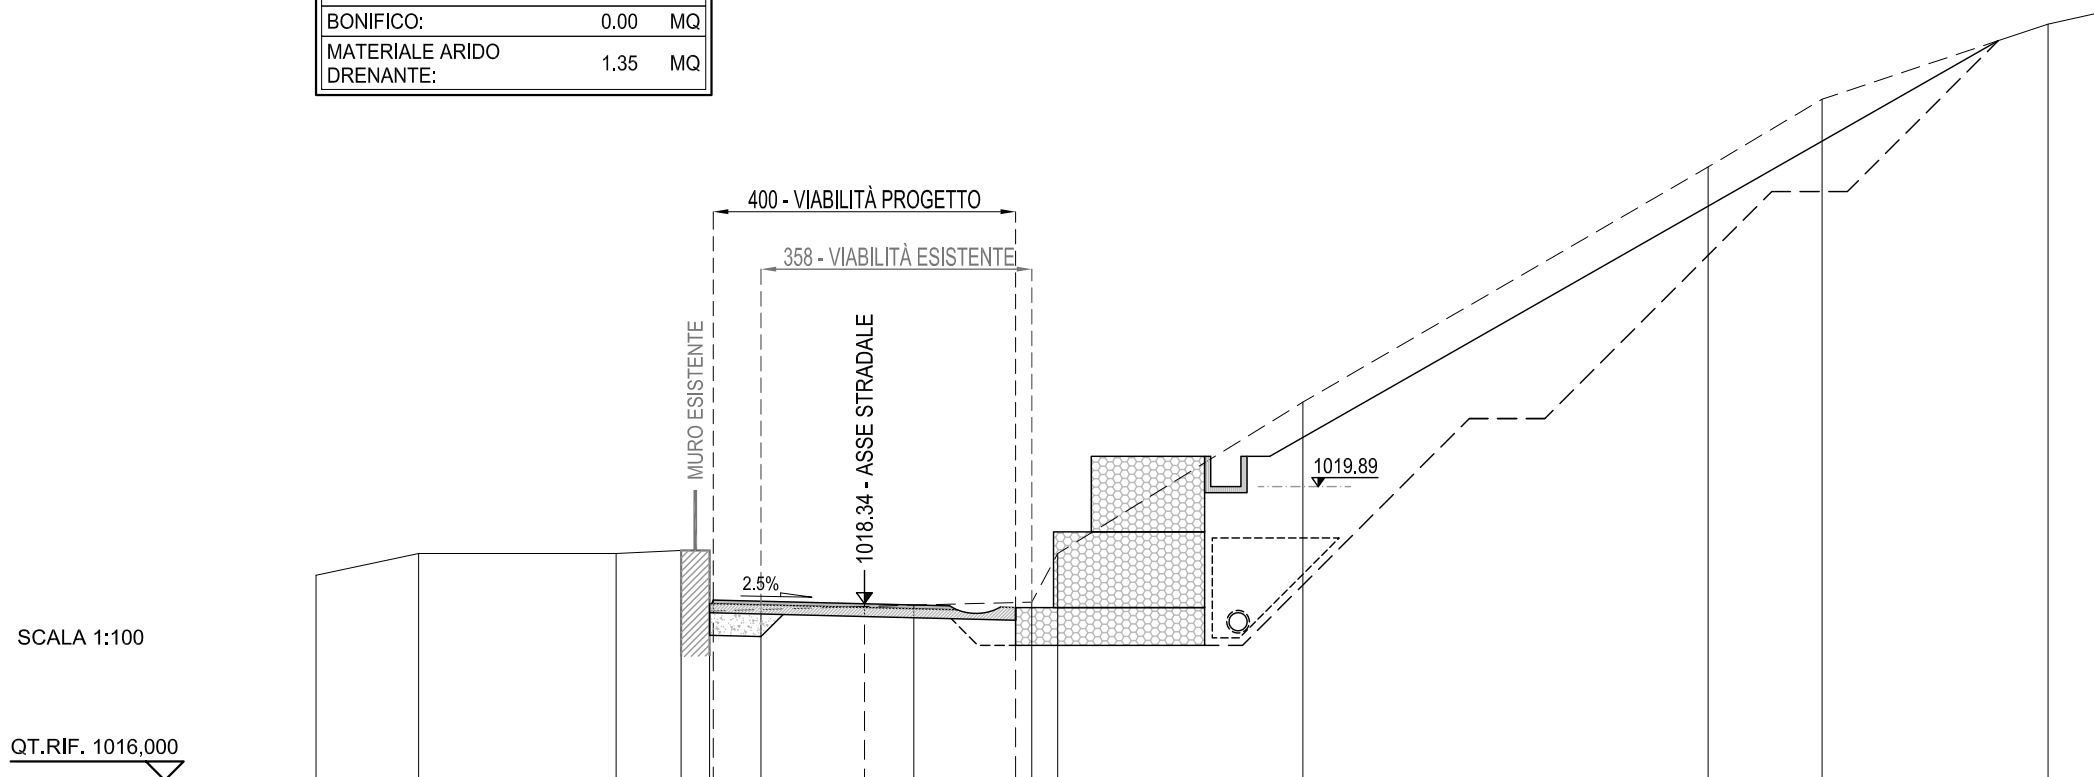 BONIFICO: 0.00 MQ
MATERIALE ARIDO
DRENANTE: 1.35 MQ
400 - VIABILITÀ PROGETTO
358 - VIABILITÀ ESISTENTE
MURO ESISTENTE
1018.34 - ASSE STRADALE
1019.89
2.5%
SCALA 1:100
QT.RIF. 1016,000